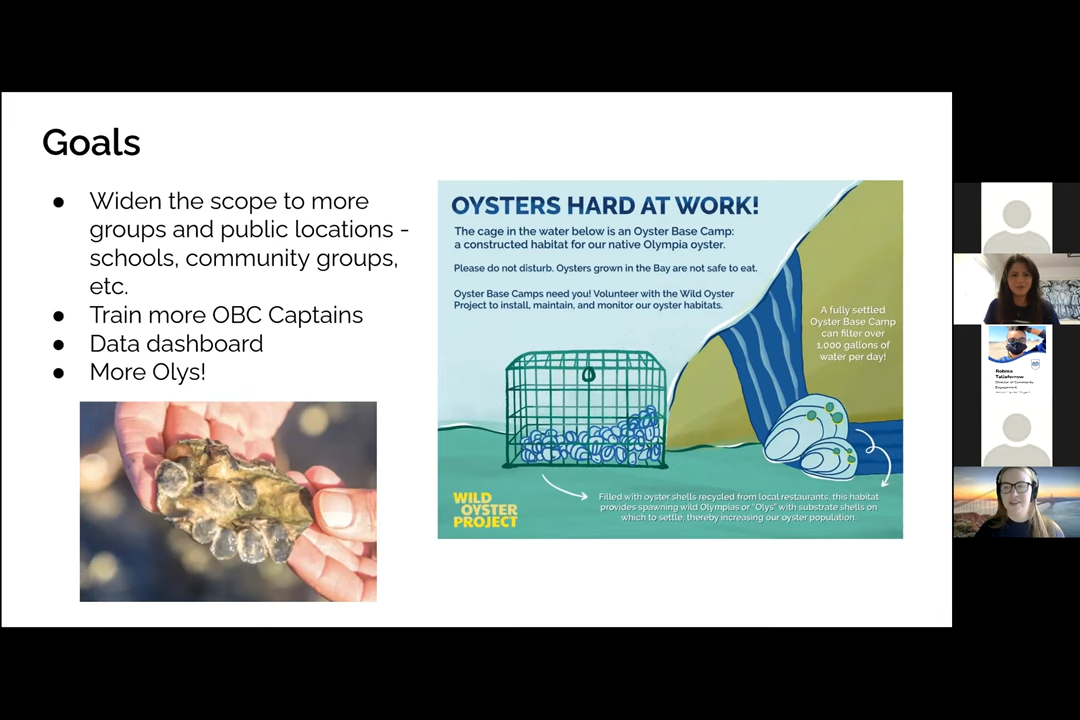 Goals
● Widen the scope to more
groups and public locations -
schools, community groups,
etc.
● Train more OBC Captains
● Data dashboard
● More Olys!
OYSTERS HARD AT WORK!
The cage in the water below is an Oyster Base Camp:
a constructed habitat for our native Olympia oyster.
Please do not disturb. Oysters grown in the Bay are not safe to eat.
Oyster Base Camps need you! Volunteer with the Wild Oyster
Project to install, maintain, and monitor our oyster habitats.
A fully settled
Oyster Base Camp
can filter over
1,000 gallons of
water per day!
WILD
OYSTER
PROJECT
Filled with oyster shells recycled from local restaurants, this habitat
provides spawning wild Olympias or "Olys" with substrate shells on
which to settle, thereby increasing our oyster population.
Robina
Taliaferrow
Director of Community
Engagement